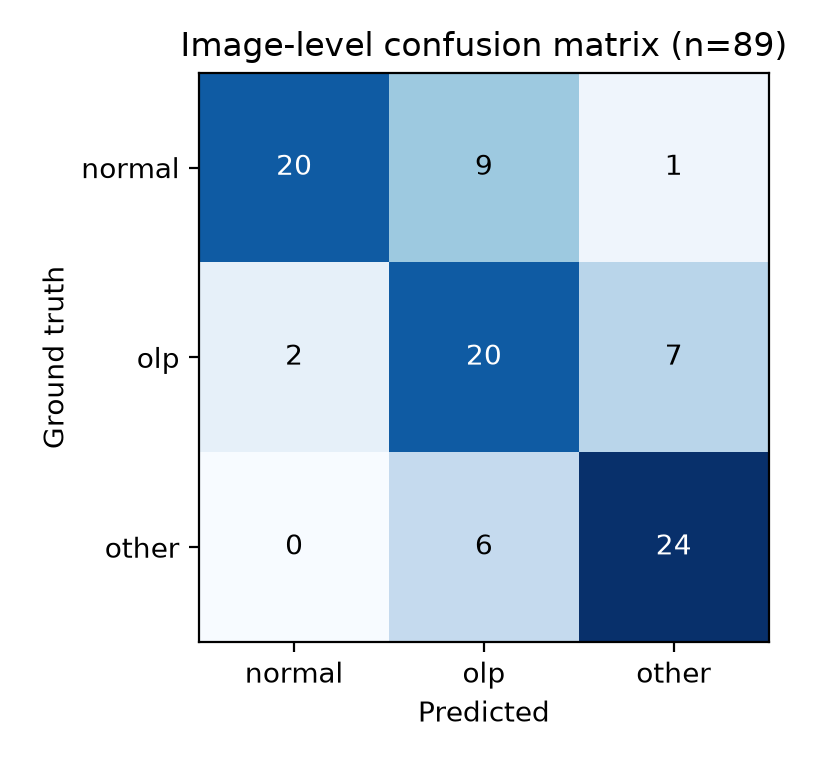 Image-level confusion matrix (n=89)
normal
20
9
1
olp
2
20
7
other
0
6
24
normal
olp
other
Predicted
Ground truth